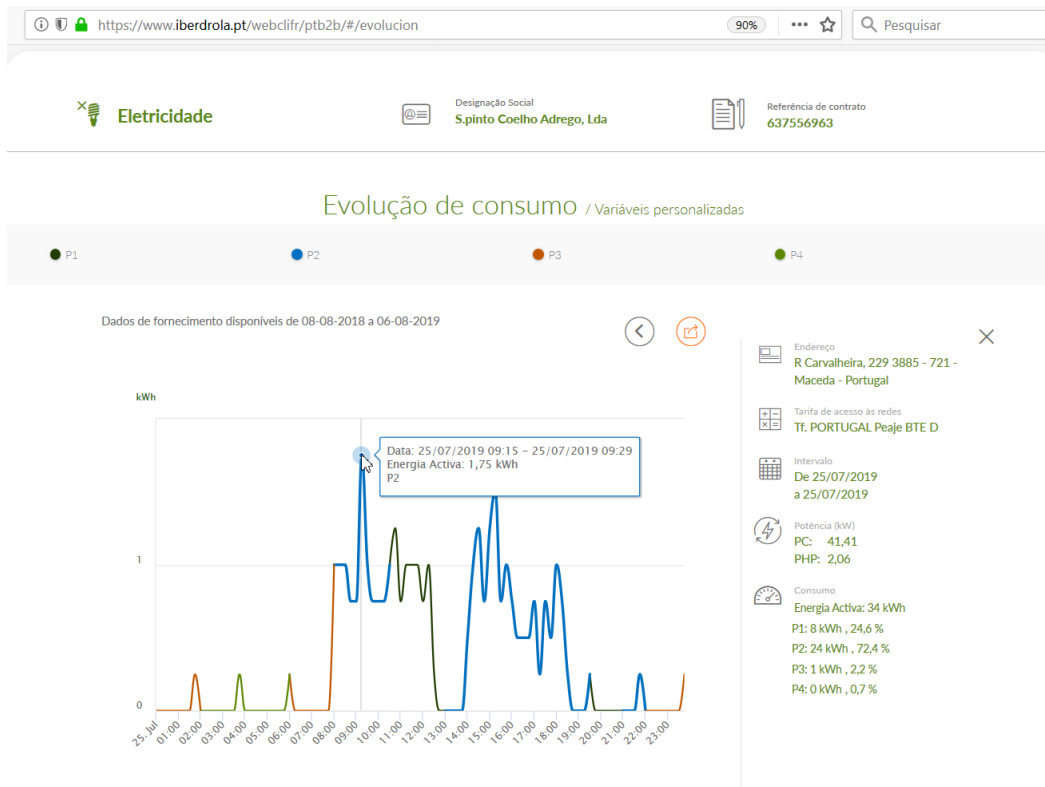 https://www.iberdrola.pt/webclifr/ptb2b/#/evolucion
90%
Pesquisar
Eletricidade
Designação Social
S.pinto Coelho Adrego, Lda
Referência de contrato
637556963
Evolução de consumo / Variáveis personalizadas
P1
P2
P3
P4
Dados de fornecimento disponíveis de 08-08-2018 a 06-08-2019
kWh
Data: 25/07/2019 09:15 - 25/07/2019 09:29
Energia Activa: 1,75 kWh
P2
1
0
25. Jul
01:00
02:00
03:00
04:00
05:00
06:00
07:00
08:00
09:00
10:00
11:00
12:00
13:00
14:00
15:00
16:00
17:00
18:00
19:00
20:00
21:00
22:00
23:00
Endereço
R Carvalheira, 229 3885 - 721 -
Maceda - Portugal
Tarifa de acesso às redes
Tf. PORTUGAL Peaje BTE D
Intervalo
De 25/07/2019
a 25/07/2019
Potência (kW)
PC: 41,41
PHP: 2,06
Consumo
Energia Activa: 34 kWh
P1: 8 kWh , 24,6 %
P2: 24 kWh , 72,4 %
P3: 1 kWh , 2,2 %
P4: 0 kWh , 0,7 %